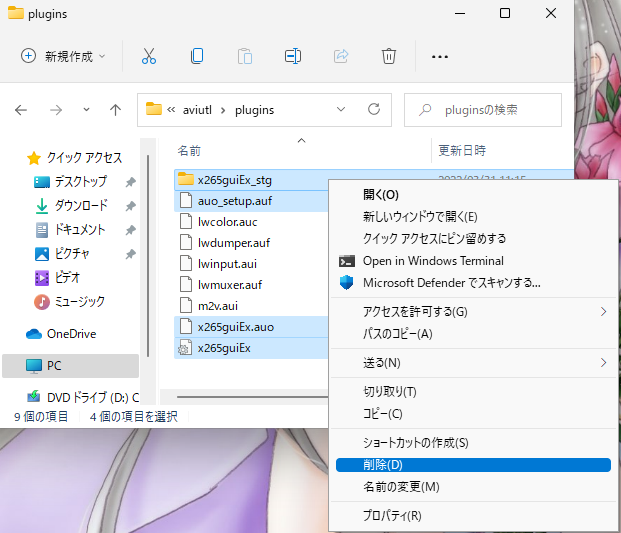 plugins
新規作成
aviutl
plugins
pluginsの検索
名前
更新日時
クイック アクセス
デスクトップ
ダウンロード
ドキュメント
ピクチャ
ビデオ
ミュージック
OneDrive
PC
DVD ドライブ (D:) C
x265guiEx_stg
auo_setup.auf
lwcolor.auc
lwdumper.auf
lwinput.aui
lwmuxer.auf
m2v.aui
x265guiEx.auo
x265guiEx
開く(O)
新しいウィンドウで開く(E)
クイック アクセスにピン留めする
Open in Windows Terminal
Microsoft Defender でスキャンする...
アクセスを許可する(G)
パスのコピー(A)
送る(N)
切り取り(T)
コピー(C)
ショートカットの作成(S)
削除(D)
名前の変更(M)
プロパティ(R)
9 個の項目
4 個の項目を選択